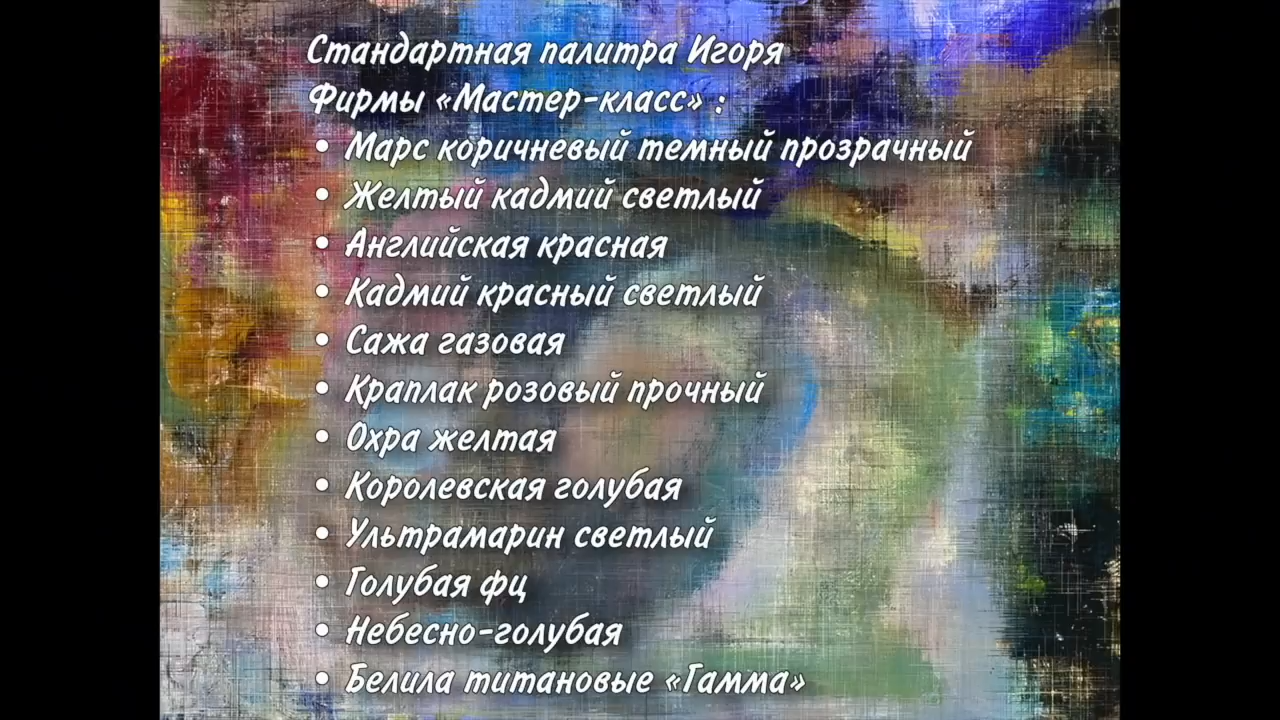 Стандартная палитра Игоря
Фирмы «Мастер-класс» :
• Марс коричневый темный прозрачный
• Желтый кадмий светлый
• Английская красная
• Кадмий красный светлый
• Сажа газовая
• Краплак розовый прочный
• Охра желтая
• Королевская голубая
• Ультрамарин светлый
• Голубая фц
• Небесно-голубая
• Белила титановые «Гамма»